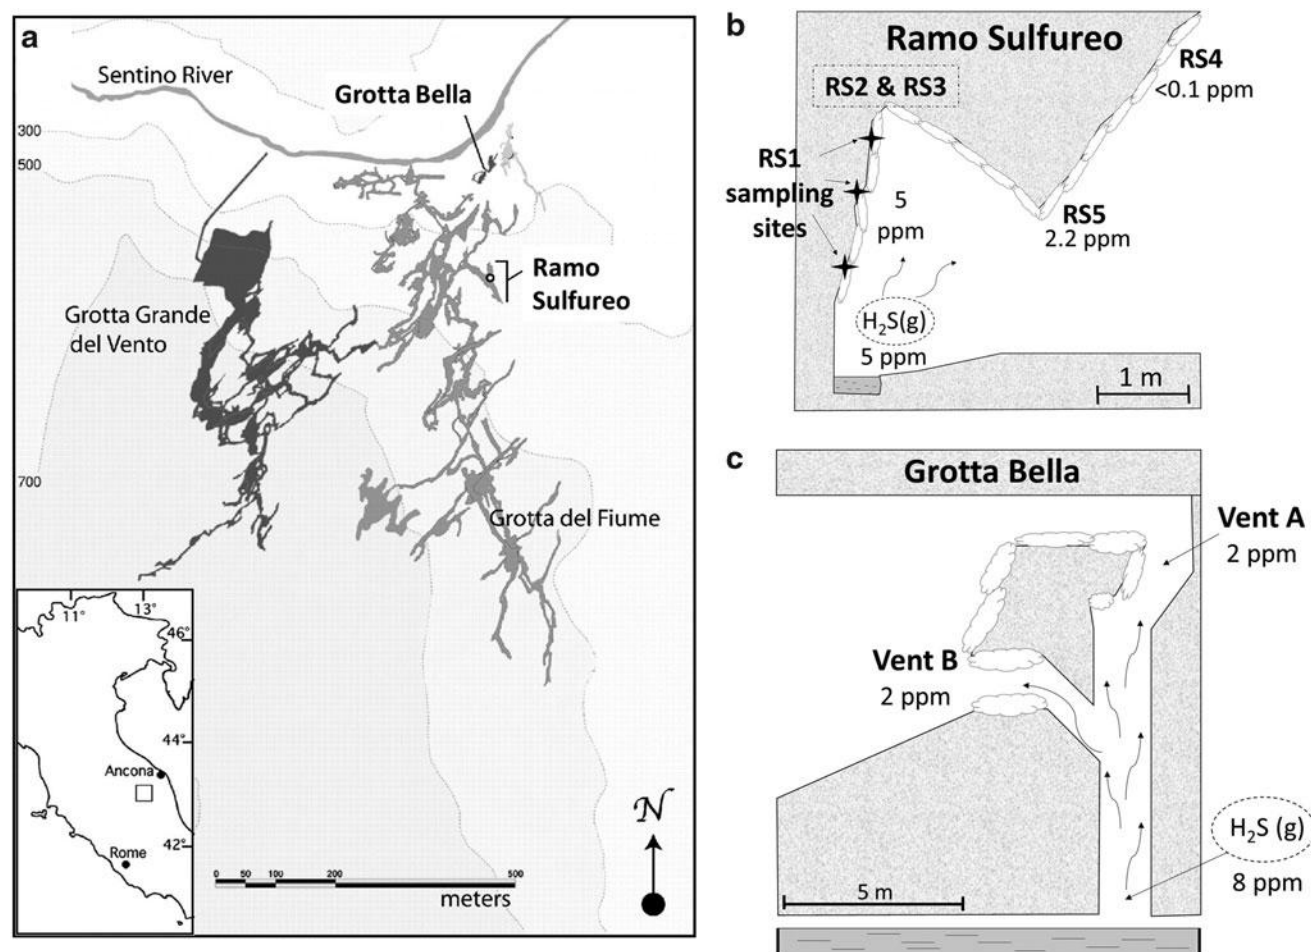 a
Sentino River
Grotta Bella
300
500
Ramo
Sulfureo
Grotta Grande
del Vento
700
Grotta del Fiume
11°
13°
46°
44°
Ancona
42°
Rome
0
50
100
200
500
meters
N
b
Ramo Sulfureo
RS4
<0.1 ppm
RS2 & RS3
RS1
sampling
sites
5
ppm
RS5
2.2 ppm
H₂S(g)
5 ppm
1 m
c
Grotta Bella
Vent A
2 ppm
Vent B
2 ppm
H₂S (g)
8 ppm
5 m